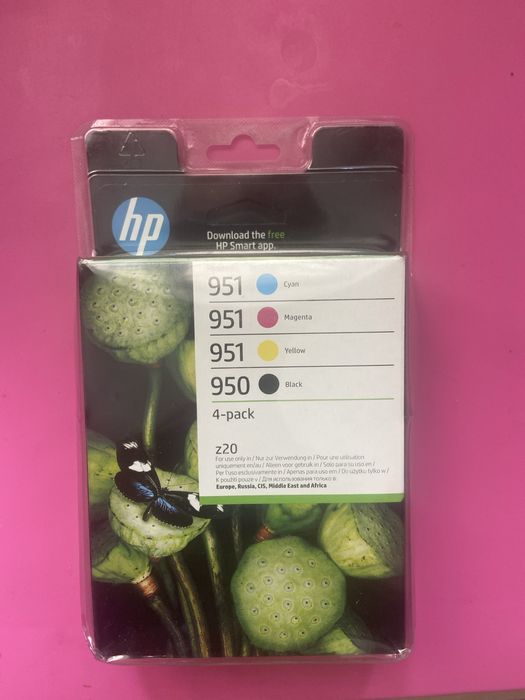 hp
Download the free
HP Smart app.
951 Cyan
951 Magenta
951 Yellow
950 Black
4-pack
z20
For use only in / Nur zur Verwendung in / Pour une utilisation
uniquement en/au / Alleen voor gebruik in / Solo para su uso en /
Per l'uso esclusivamente in / Apenas para uso em / Do użytku tylko w /
K použití pouze v / Для использования только в:
Europe, Russia, CIS, Middle East and Africa